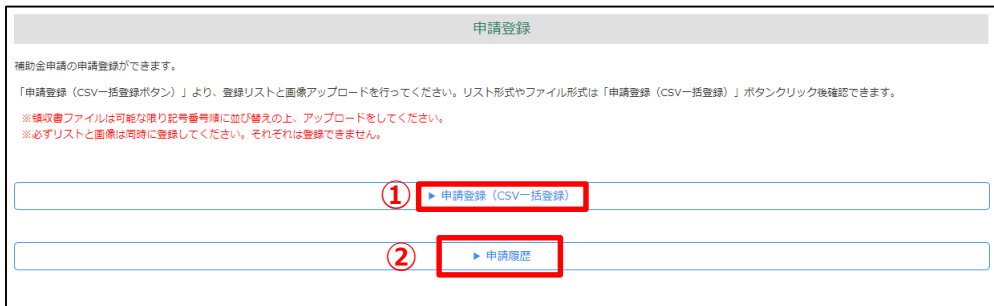 申請登録
補助金申請の申請登録ができます。
「申請登録（CSV一括登録ボタン）」より、登録リストと画像アップロードを行ってください。リスト形式やファイル形式は「申請登録（CSV一括登録）」ボタンクリック後確認できます。
※領収書ファイルは可能な限り記号番号順に並び替えの上、アップロードをしてください。
※必ずリストと画像は同時に登録してください。それぞれは登録できません。
① ▶ 申請登録（CSV一括登録）
② ▶ 申請履歴